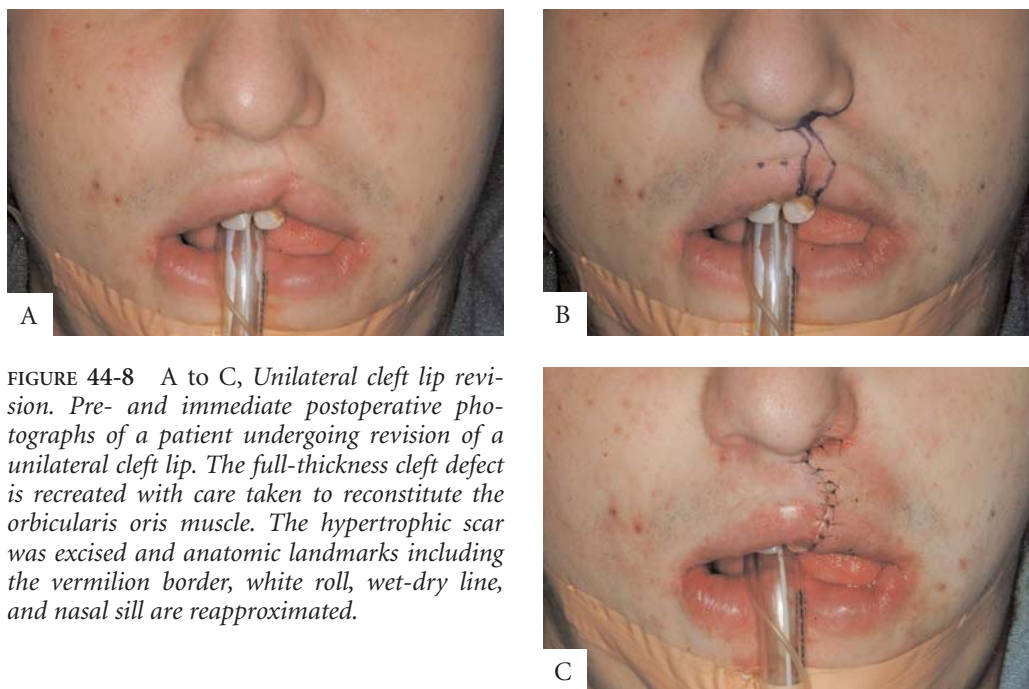 A
B
FIGURE 44-8 A to C, Unilateral cleft lip revi-
sion. Pre- and immediate postoperative pho-
tographs of a patient undergoing revision of a
unilateral cleft lip. The full-thickness cleft defect
is recreated with care taken to reconstitute the
orbicularis oris muscle. The hypertrophic scar
was excised and anatomic landmarks including
the vermilion border, white roll, wet-dry line,
and nasal sill are reapproximated.
C